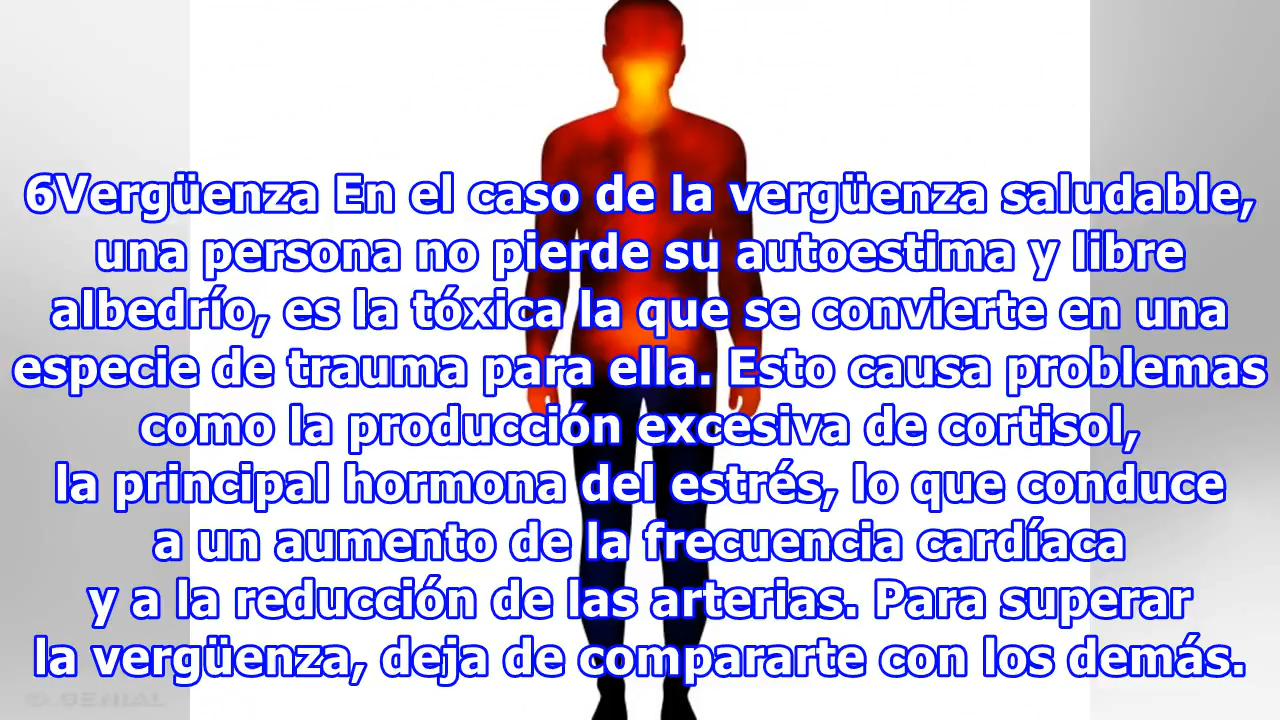 6Vergüenza En el caso de la vergüenza saludable,
una persona no pierde su autoestima y libre
albedrío, es la tóxica la que se convierte en una
especie de trauma para ella. Esto causa problemas
como la producción excesiva de cortisol,
la principal hormona del estrés, lo que conduce
a un aumento de la frecuencia cardíaca
y a la reducción de las arterias. Para superar
la vergüenza, deja de compararte con los demás.
GENIAL